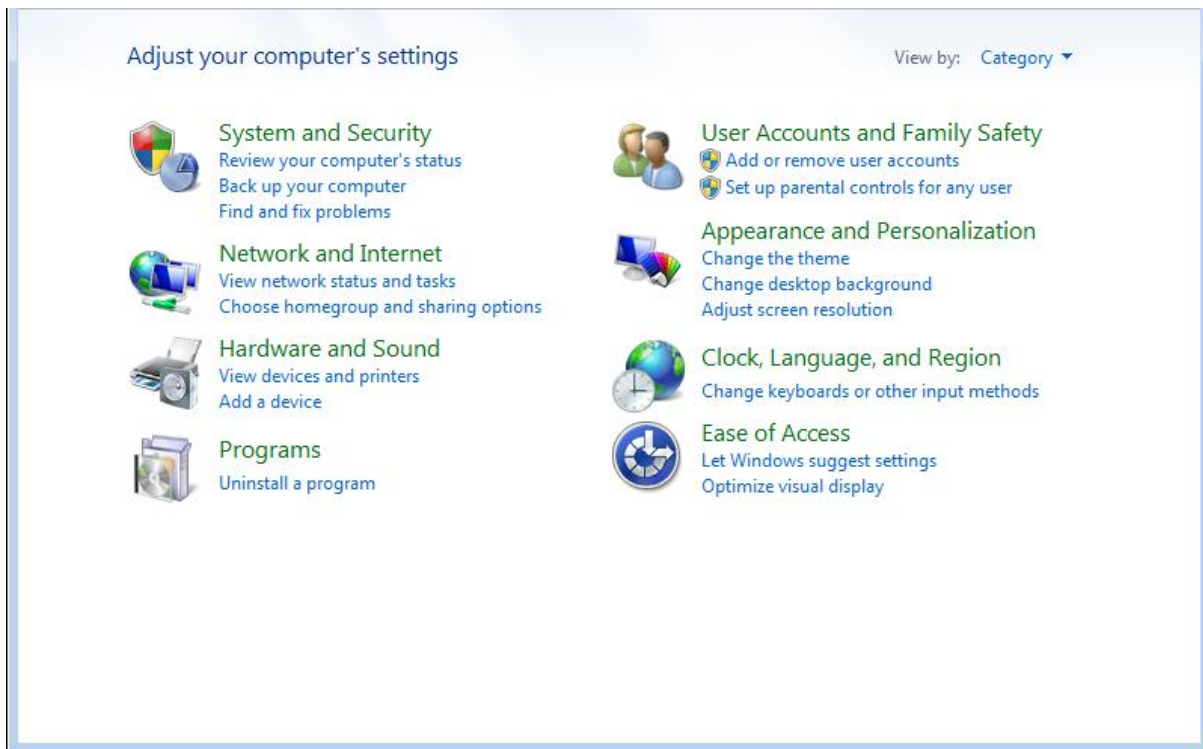 Adjust your computer's settings
View by: Category
System and Security
Review your computer's status
Back up your computer
Find and fix problems
Network and Internet
View network status and tasks
Choose homegroup and sharing options
Hardware and Sound
View devices and printers
Add a device
Programs
Uninstall a program
User Accounts and Family Safety
Add or remove user accounts
Set up parental controls for any user
Appearance and Personalization
Change the theme
Change desktop background
Adjust screen resolution
Clock, Language, and Region
Change keyboards or other input methods
Ease of Access
Let Windows suggest settings
Optimize visual display